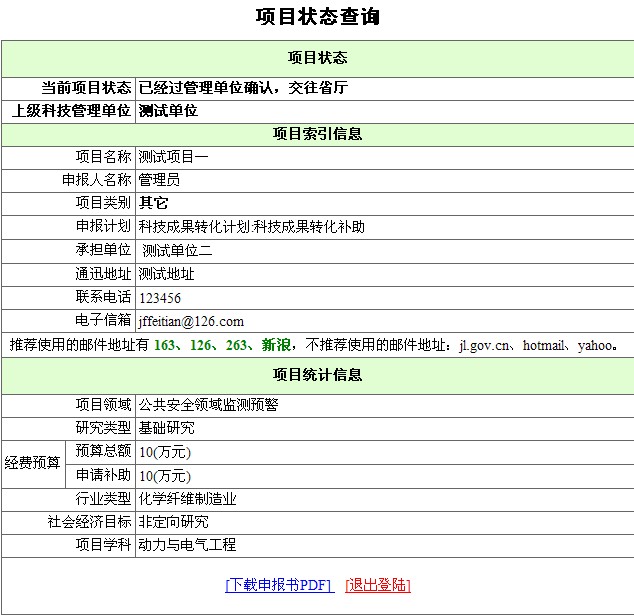 项目状态查询
项目状态
当前项目状态 已经过管理单位确认，交往省厅
上级科技管理单位 测试单位
项目索引信息
项目名称 测试项目一
申报人名称 管理员
项目类别 其它
申报计划 科技成果转化计划:科技成果转化补助
承担单位 测试单位二
通迅地址 测试地址
联系电话 123456
电子信箱 jffeitian@126.com
推荐使用的邮件地址有 163、126、263、新浪，不推荐使用的邮件地址：jl.gov.cn、hotmail、yahoo。
项目统计信息
项目领域 公共安全领域监测预警
研究类型 基础研究
经费预算 预算总额 10(万元)
申请补助 10(万元)
行业类型 化学纤维制造业
社会经济目标 非定向研究
项目学科 动力与电气工程
[下载申报书PDF] [退出登陆]